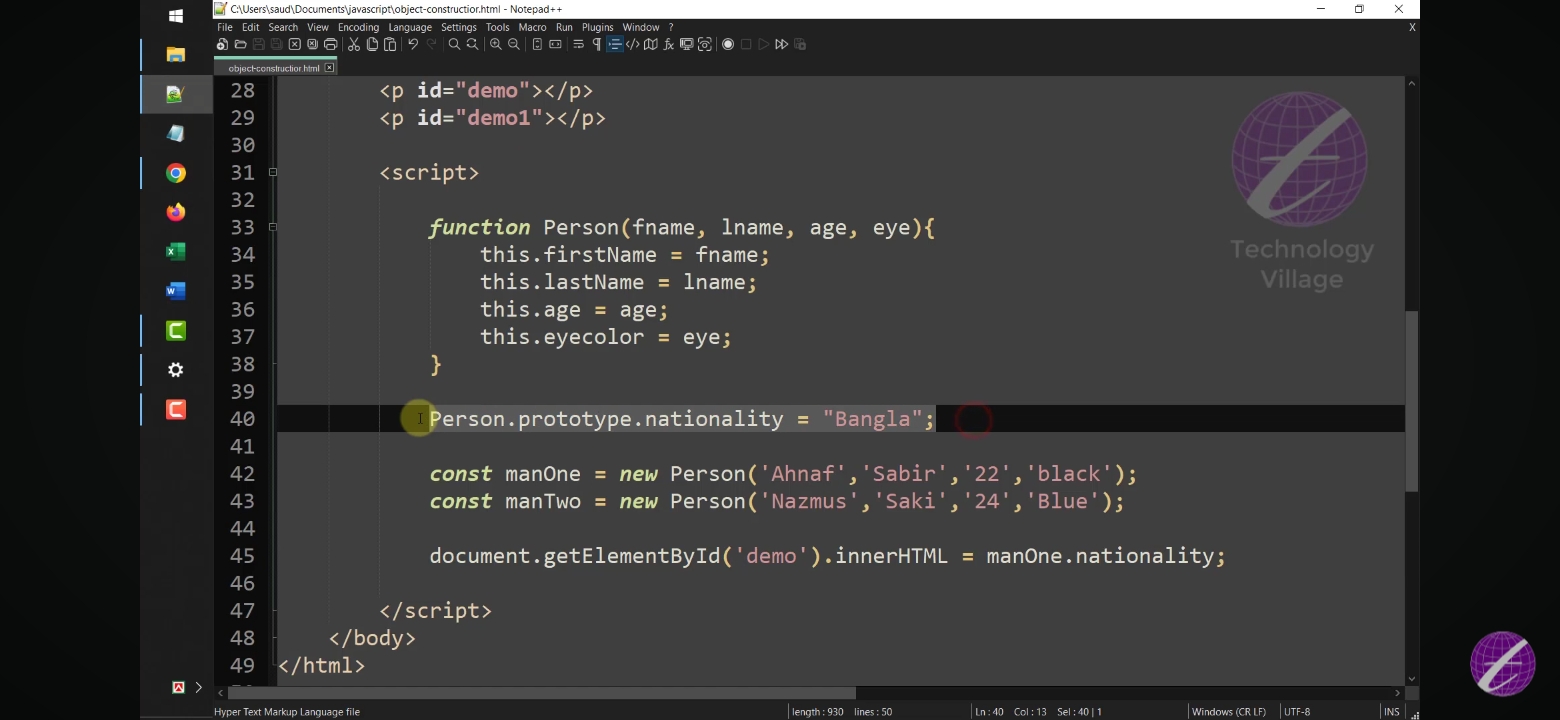 C:\Users\saud\Documents\javascript\object-constructior.html - Notepad++
File Edit Search View Encoding Language Settings Tools Macro Run Plugins Window ? X
object-constructior.html
28 <p id="demo"></p>
29 <p id="demo1"></p>
30
31 <script>
32
33 function Person(fname, lname, age, eye){
34 this.firstName = fname;
35 this.lastName = lname;
36 this.age = age;
37 this.eyecolor = eye;
38 }
39
40 Person.prototype.nationality = "Bangla";
41
42 const manOne = new Person('Ahnaf','Sabir','22','black');
43 const manTwo = new Person('Nazmus','Saki','24','Blue');
44
45 document.getElementById('demo').innerHTML = manOne.nationality;
46
47 </script>
48 </body>
49 </html>
Technology
Village
Hyper Text Markup Language file length : 930 lines : 50 Ln : 40 Col : 13 Sel : 40 | 1 Windows (CR LF) UTF-8 INS